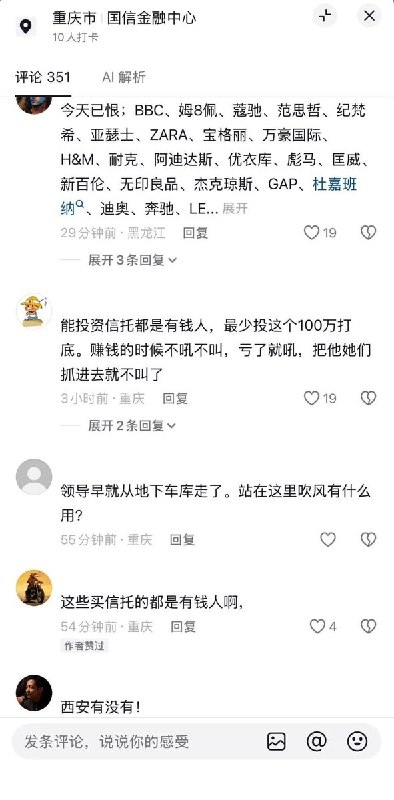 重庆市 | 国信金融中心
10人打卡
评论 351 AI 解析
今天已恨；BBC、姆8佩、蔻驰、范思哲、纪梵
希、亚瑟士、ZARA、宝格丽、万豪国际、
H&M、耐克、阿迪达斯、优衣库、彪马、匡威、
新百伦、无印良品、杰克琼斯、GAP、杜嘉班
纳、迪奥、奔驰、LE... 展开
29分钟前 · 黑龙江 回复 19
展开3条回复
能投资信托都是有钱人，最少投这个100万打
底。赚钱的时候不吼不叫，亏了就吼，把他她们
抓进去就不叫了
3小时前 · 重庆 回复 19
展开2条回复
领导早就从地下车库走了。站在这里吹风有什么
用？
55分钟前 · 重庆 回复
这些买信托的都是有钱人啊，
54分钟前 · 重庆 回复 4
作者赞过
西安有没有！
发条评论，说说你的感受